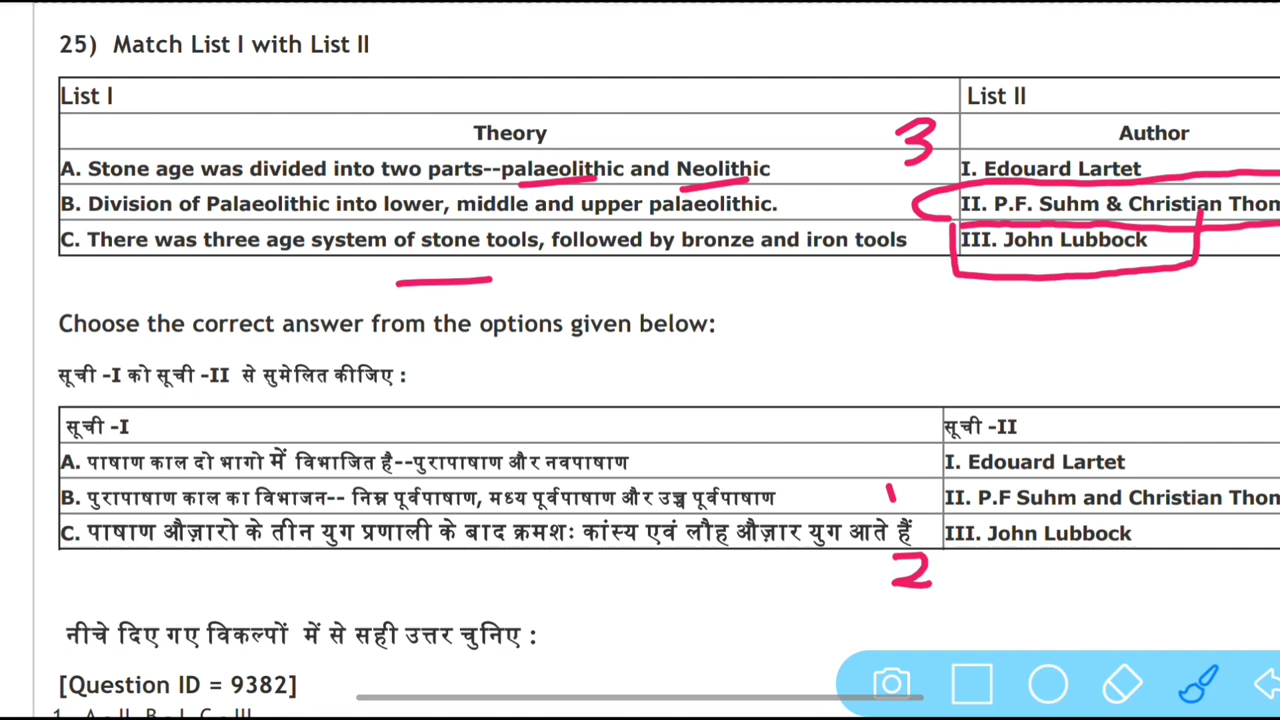 25) Match List I with List II
List I List II
Theory 3 Author
A. Stone age was divided into two parts--palaeolithic and Neolithic I. Edouard Lartet
B. Division of Palaeolithic into lower, middle and upper palaeolithic. II. P.F. Suhm & Christian Thom
C. There was three age system of stone tools, followed by bronze and iron tools III. John Lubbock
Choose the correct answer from the options given below:
सूची -I को सूची -II से सुमेलित कीजिए :
सूची -I सूची -II
A. पाषाण काल दो भागो में विभाजित है--पुरापाषाण और नवपाषाण I. Edouard Lartet
B. पुरापाषाण काल का विभाजन-- निम्न पूर्वपाषाण, मध्य पूर्वपाषाण और उच्च पूर्वपाषाण 1 II. P.F Suhm and Christian Thom
C. पाषाण औज़ारो के तीन युग प्रणाली के बाद क्रमशः कांस्य एवं लौह औज़ार युग आते हैं III. John Lubbock
2
नीचे दिए गए विकल्पों में से सही उत्तर चुनिए :
[Question ID = 9382]
1. A - II, B - I, C - III